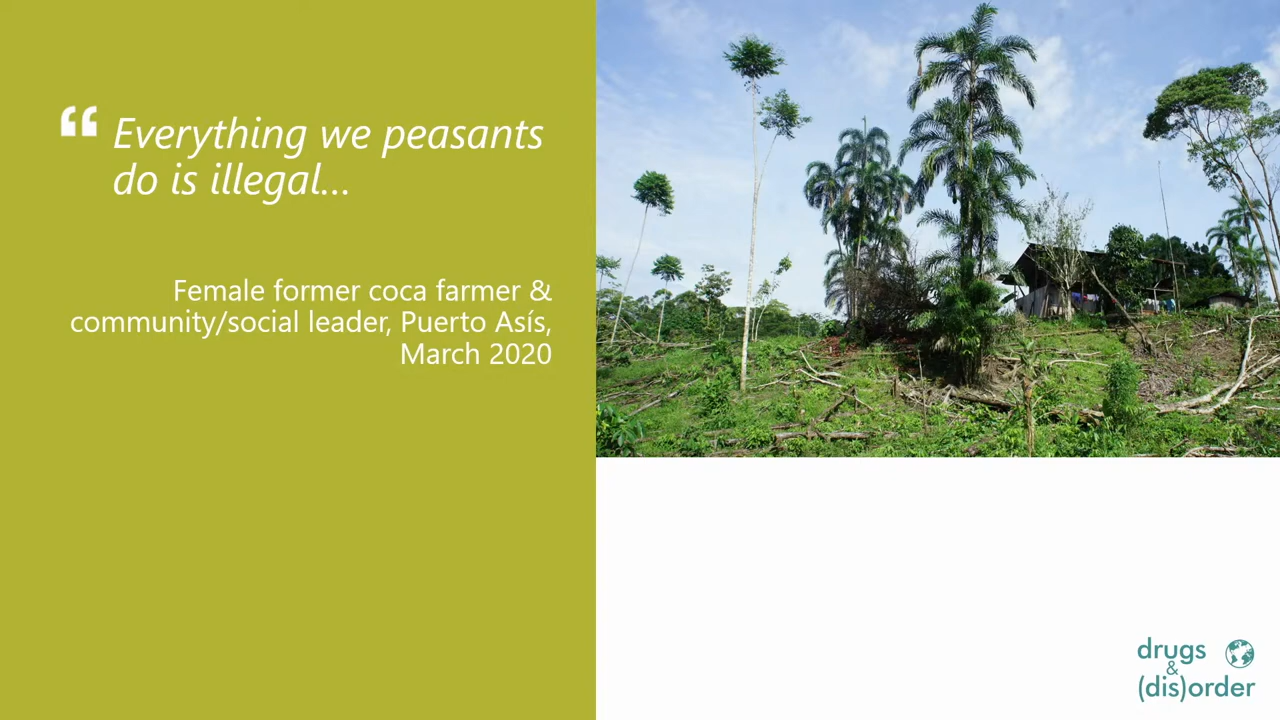 “ Everything we peasants
do is illegal...
Female former coca farmer &
community/social leader, Puerto Asís,
March 2020
drugs
&
(dis)order